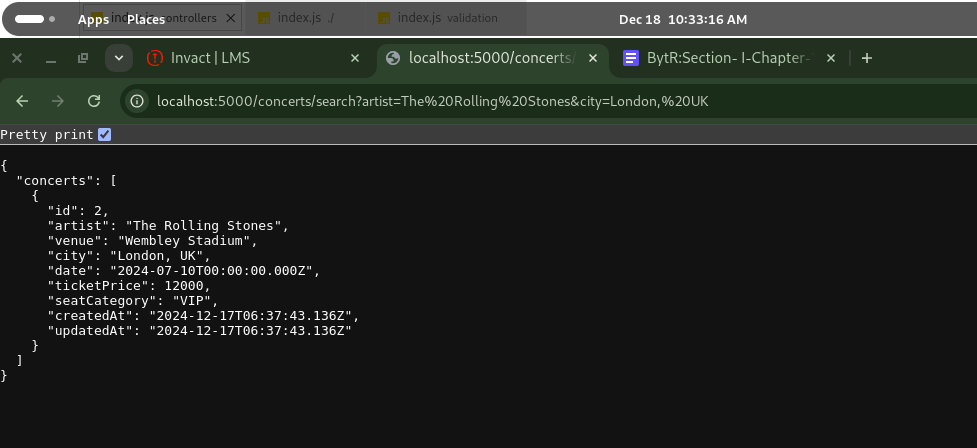 index.js controllers index.js ./ index.js validation
Apps Places Dec 18 10:33:16 AM
Invact | LMS localhost:5000/concerts/ BytR:Section- I-Chapter-
localhost:5000/concerts/search?artist=The%20Rolling%20Stones&city=London,%20UK
Pretty print
{
"concerts": [
{
"id": 2,
"artist": "The Rolling Stones",
"venue": "Wembley Stadium",
"city": "London, UK",
"date": "2024-07-10T00:00:00.000Z",
"ticketPrice": 12000,
"seatCategory": "VIP",
"createdAt": "2024-12-17T06:37:43.136Z",
"updatedAt": "2024-12-17T06:37:43.136Z"
}
]
}